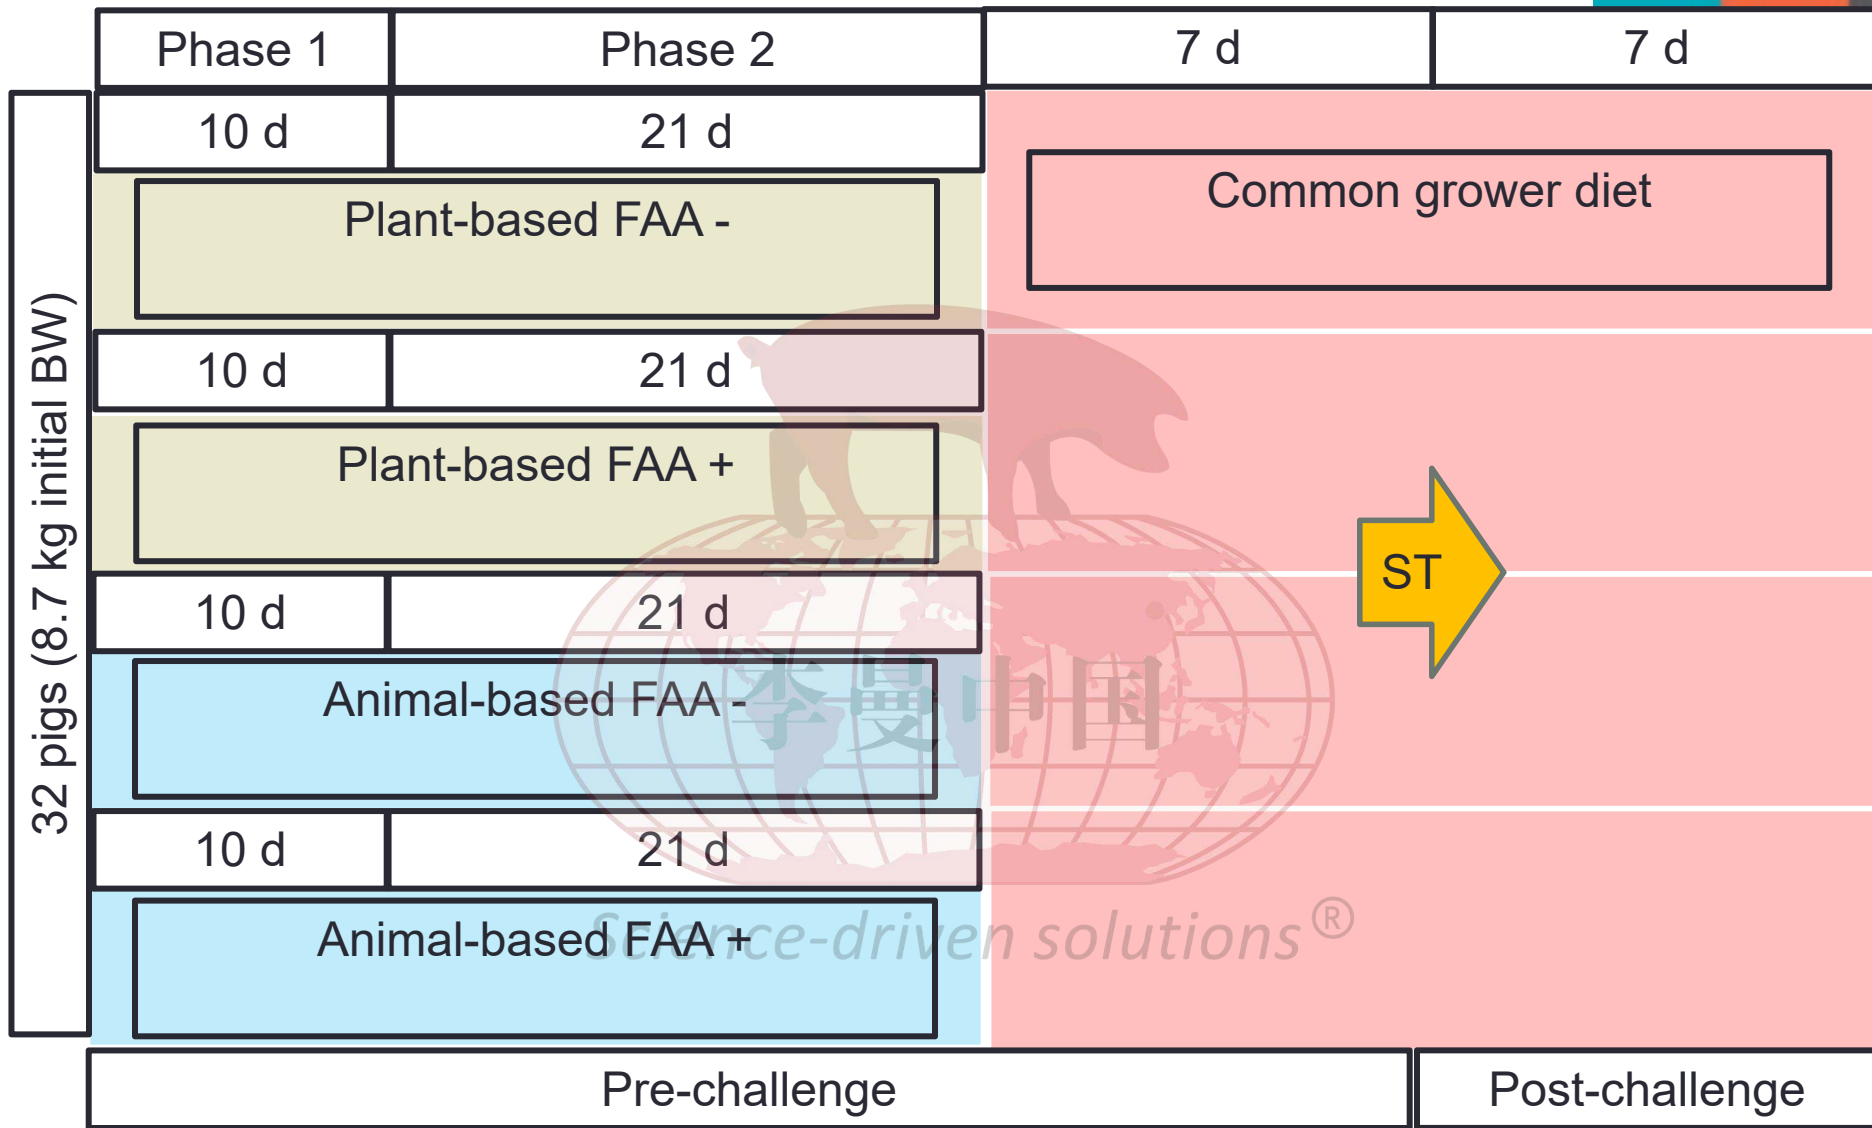 Phase 1
Phase 2
7 d
7 d
32 pigs (8.7 kg initial BW)
10 d
21 d
Plant-based FAA -
Common grower diet
10 d
21 d
Plant-based FAA +
ST
10 d
21 d
Animal-based FAA -
李曼中国
10 d
21 d
Animal-based FAA +
Science-driven solutions®
Pre-challenge
Post-challenge